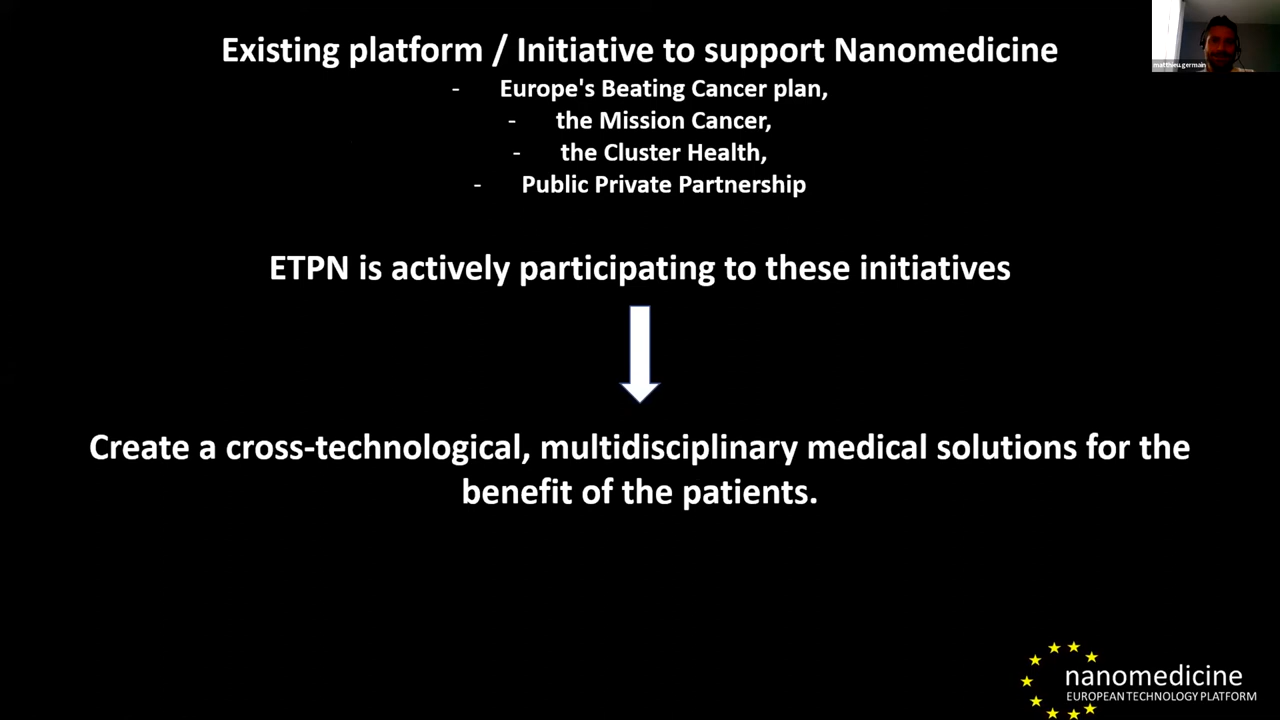 Existing platform / Initiative to support Nanomedicine
- Europe's Beating Cancer plan,
- the Mission Cancer,
- the Cluster Health,
- Public Private Partnership
matthieu germain
ETPN is actively participating to these initiatives
Create a cross-technological, multidisciplinary medical solutions for the
benefit of the patients.
nanomedicine
EUROPEAN TECHNOLOGY PLATFORM